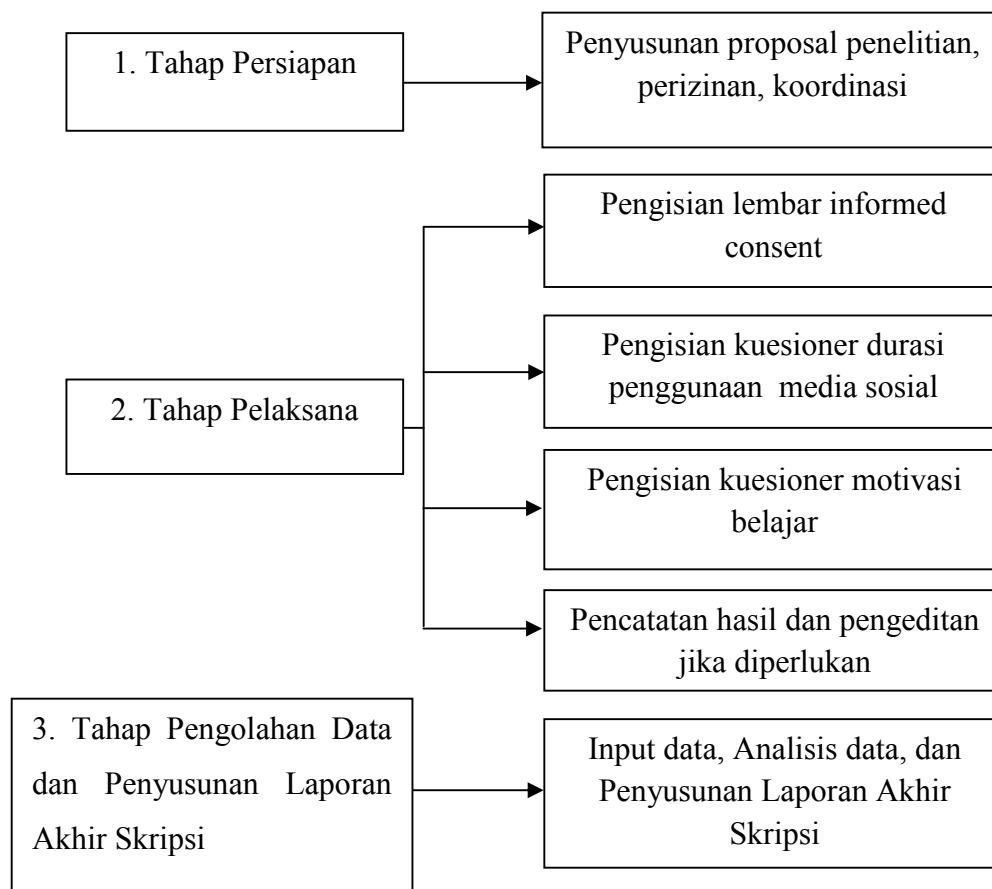 1. Tahap Persiapan
Penyusunan proposal penelitian,
perizinan, koordinasi
2. Tahap Pelaksana
Pengisian lembar informed
consent
Pengisian kuesioner durasi
penggunaan media sosial
Pengisian kuesioner motivasi
belajar
Pencatatan hasil dan pengeditan
jika diperlukan
3. Tahap Pengolahan Data
dan Penyusunan Laporan
Akhir Skripsi
Input data, Analisis data, dan
Penyusunan Laporan Akhir
Skripsi